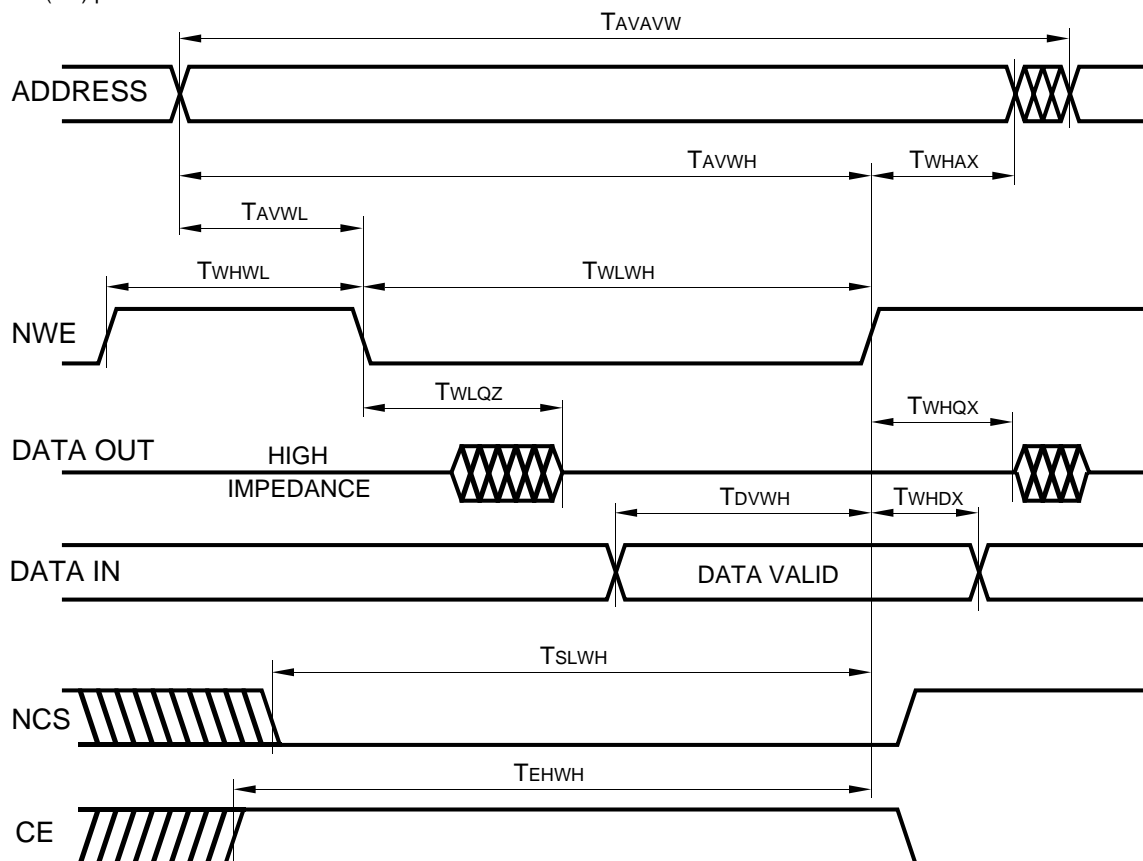 TAVAVW
ADDRESS
TAVWH
TWHAX
TAVWL
TWHWL
TWLWH
NWE
TWLQZ
TWHQX
DATA OUT
HIGH
IMPEDANCE
TDVWH
TWHDX
DATA IN
DATA VALID
TSLWH
NCS
TEHWH
CE